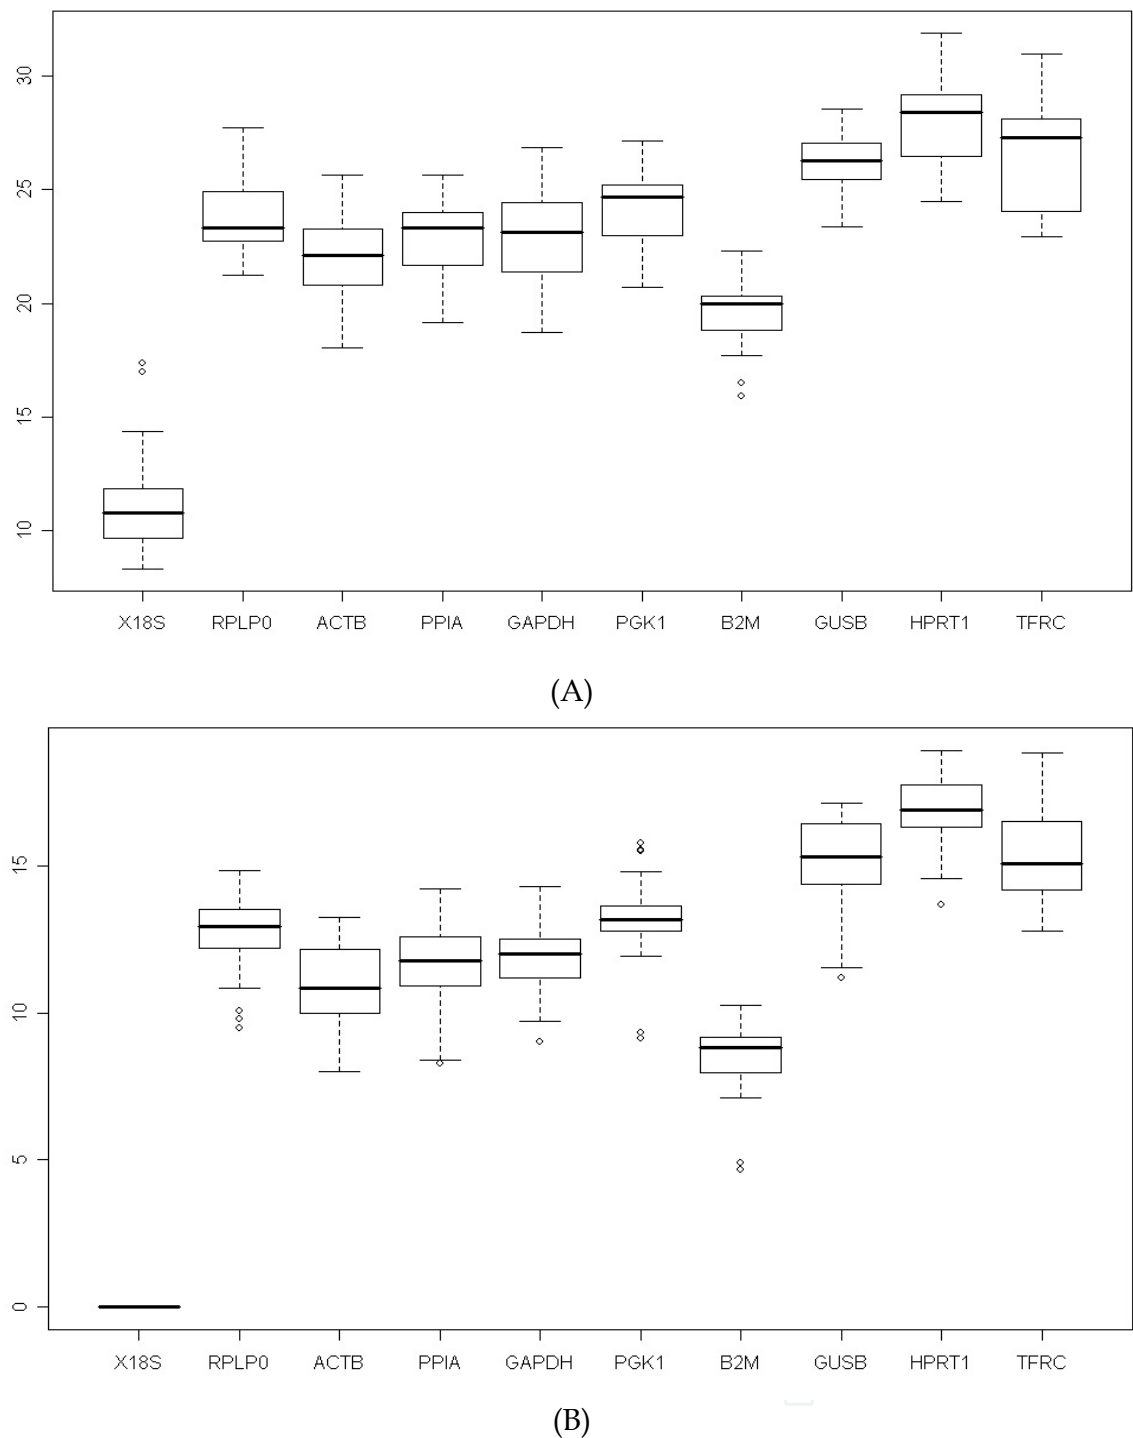 30
25
20
15
10
X18S RPLP0 ACTB PPIA GAPDH PGK1 B2M GUSB HPRT1 TFRC
(A)
15
10
5
0
X18S RPLP0 ACTB PPIA GAPDH PGK1 B2M GUSB HPRT1 TFRC
(B)